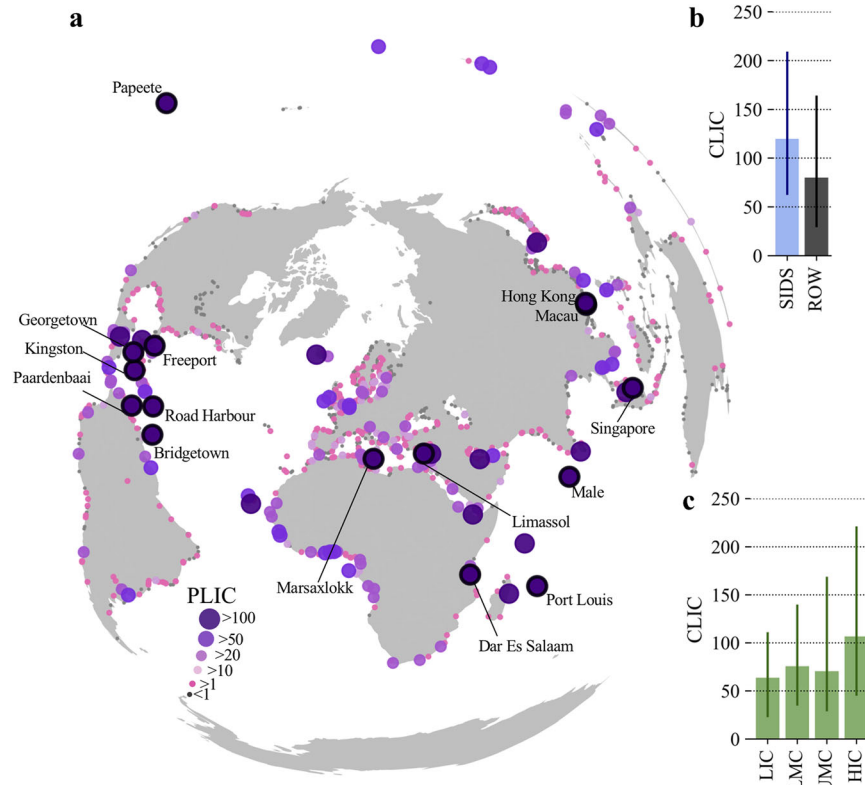 a
b
Papeete
Georgetown
Kingston
Paardenbaai
Freeport
Road Harbour
Bridgetown
Hong Kong
Macau
Singapore
Male
Limassol
Marsaxlokk
Port Louis
Dar Es Salaam
PLIC
>100
>50
>20
>10
>1
<1
250
200
150
100
50
0
CLIC
SIDS
ROW
c
250
200
150
100
50
0
CLIC
LIC
LMC
UMC
HIC